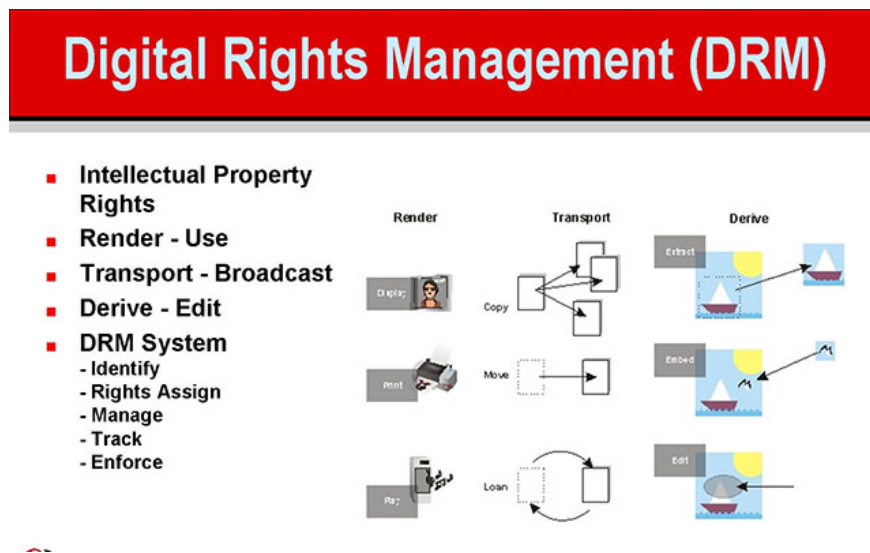 Digital Rights Management (DRM)
Intellectual Property
Rights
Render - Use
Transport - Broadcast
Derive - Edit
DRM System
- Identify
- Rights Assign
- Manage
- Track
- Enforce
Render
Transport
Derive
Display
Copy
Extract
Print
Move
Embed
Play
Loan
Edit